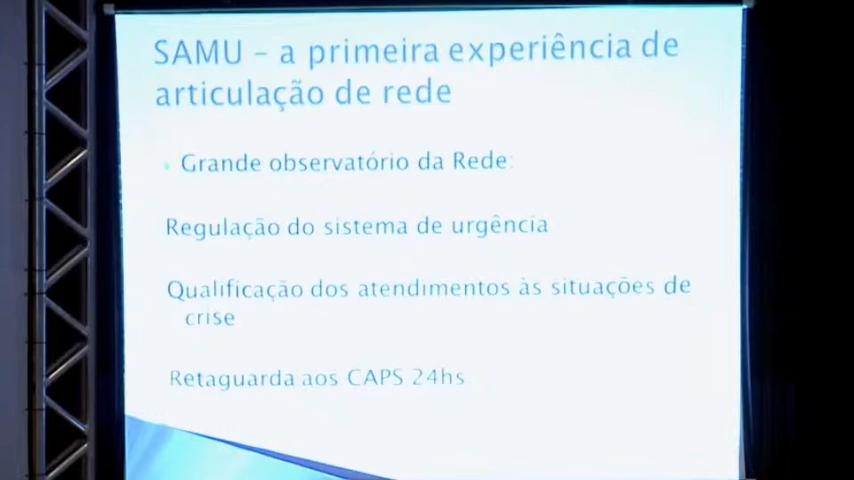 SAMU – a primeira experiência de
articulação de rede
Grande observatório da Rede:
Regulação do sistema de urgência
Qualificação dos atendimentos às situações de
crise
Retaguarda aos CAPS 24hs